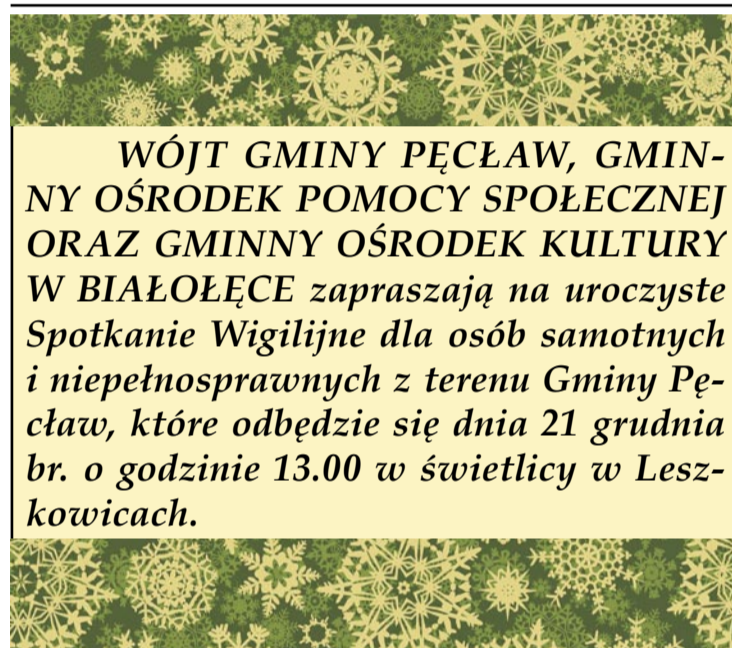 WÓJT GMINY PĘCŁAW, GMIN-
NY OŚRODEK POMOCY SPOŁECZNEJ
ORAZ GMINNY OŚRODEK KULTURY
W BIAŁOŁĘCE zapraszają na uroczyste
Spotkanie Wigilijne dla osób samotnych
i niepełnosprawnych z terenu Gminy Pę-
cław, które odbędzie się dnia 21 grudnia
br. o godzinie 13.00 w świetlicy w Lesz-
kowicach.